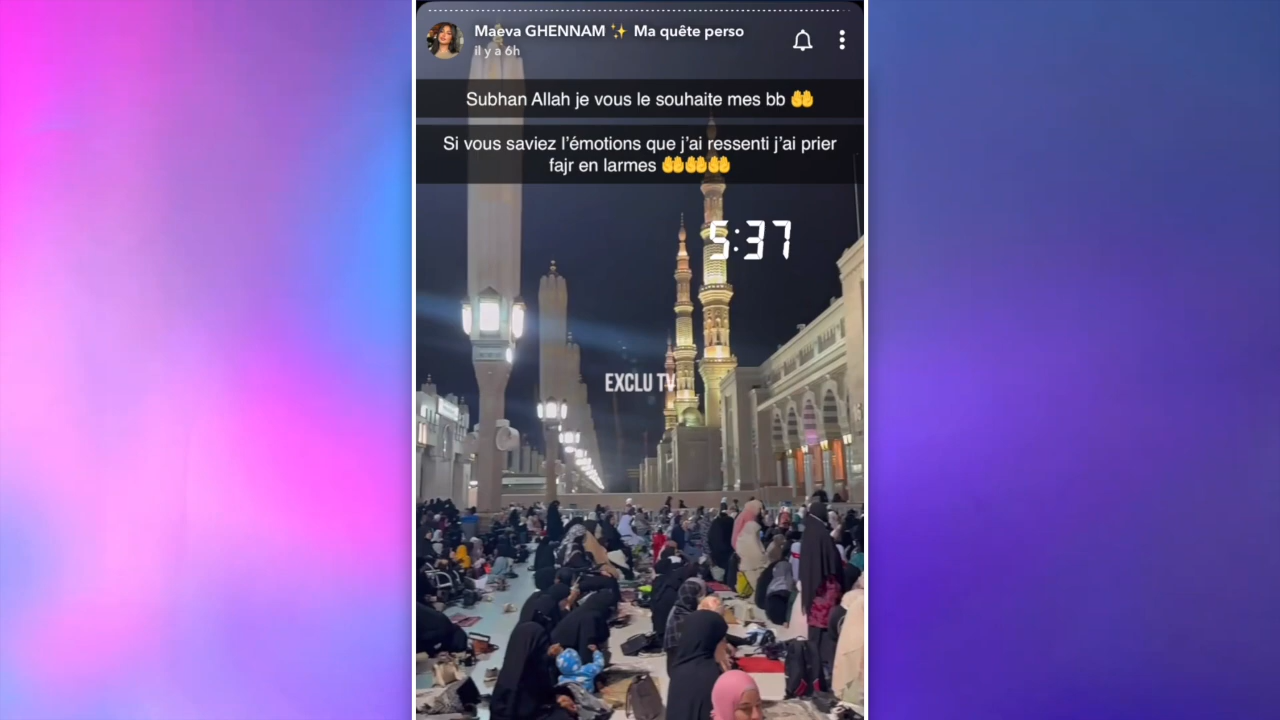 Maeva GHENNAM ✨ Ma quête perso
il y a 6h
Subhan Allah je vous le souhaite mes bb 🤲
Si vous saviez l'émotions que j'ai ressenti j'ai prier
fajr en larmes 🤲🤲🤲
5:37
EXCLU TV